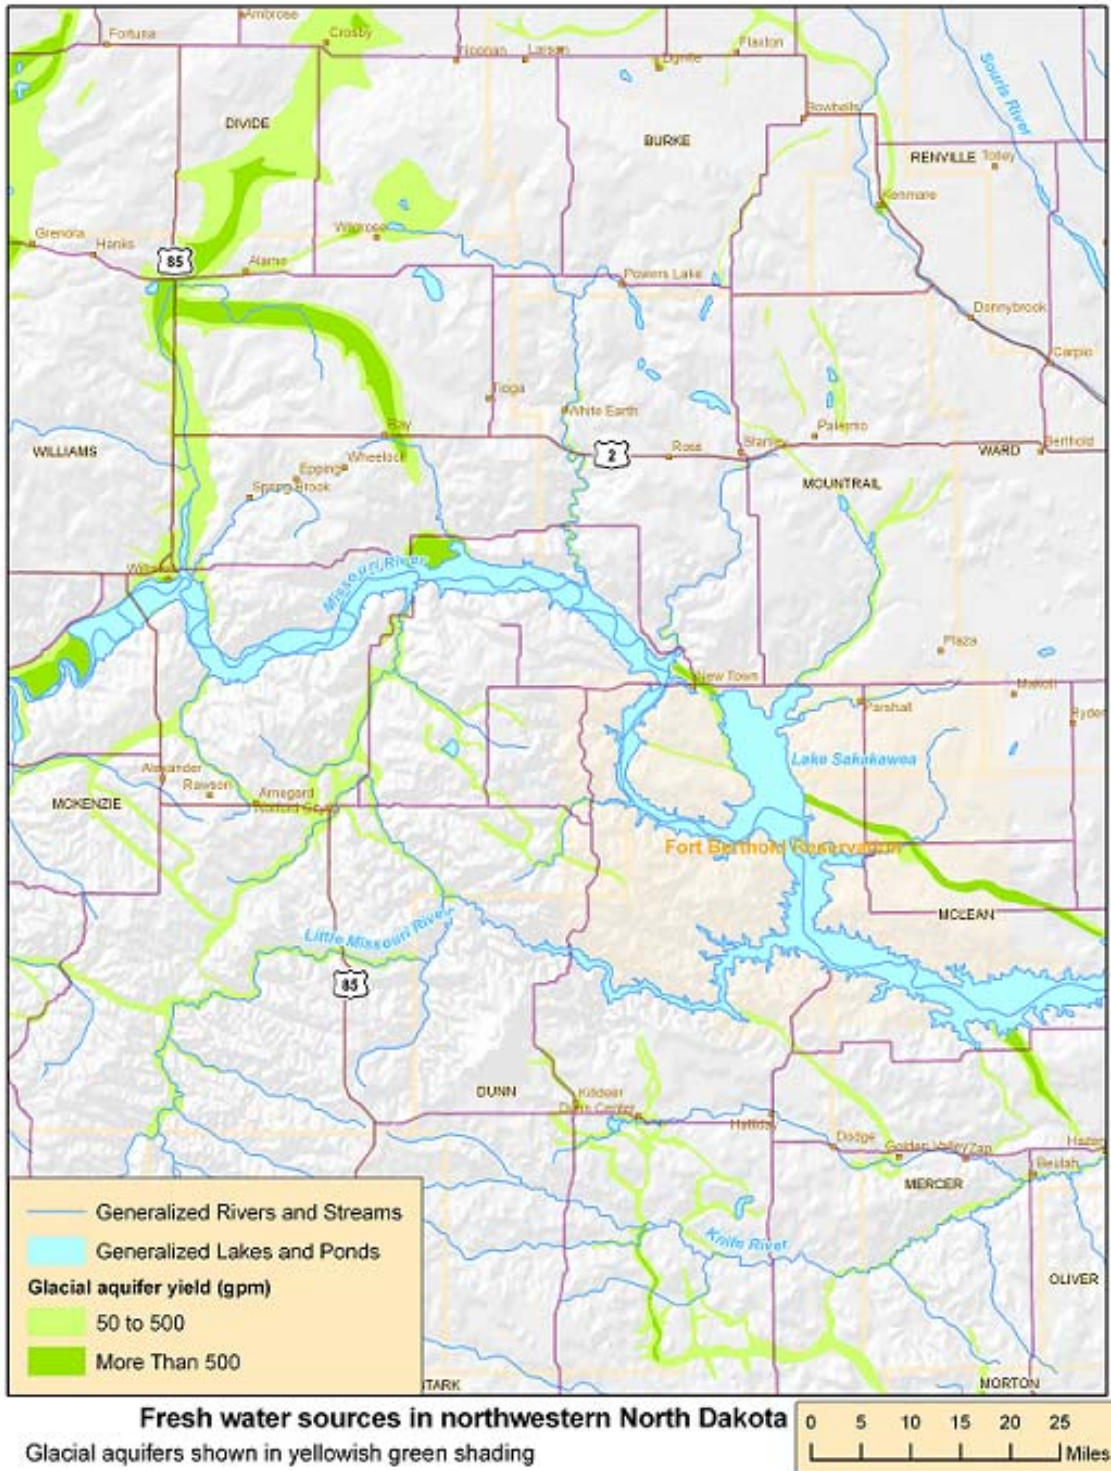 Ambrose
Fortuna
Crosby
Noonan
Larson
Flaxton
Lignite
Souris River
Bowbells
DIVIDE
BURKE
RENVILLE
Tolley
Kenmare
Wildrose
Grenora
Hanks
85
Alamo
Powers Lake
Donnybrook
Carpio
Tioga
White Earth
Ray
Palermo
WILLIAMS
Wheelock
2
Ross
Stanley
WARD
Berthold
Epping
Spring Brook
MOUNTRAIL
Missouri River
Plaza
New Town
Makoti
Parshall
Ryder
Lake Sakakawea
Alexander
Rawson
Arnegard
MCKENZIE
Fort Berthold Reservation
MCLEAN
Little Missouri River
85
DUNN
Killdeer
Dunn Center
Halliday
Dodge
Golden Valley
Zap
Hazen
Beulah
MERCER
Knife River
OLIVER
Generalized Rivers and Streams
Generalized Lakes and Ponds
Glacial aquifer yield (gpm)
50 to 500
More Than 500
STARK
MORTON
Fresh water sources in northwestern North Dakota
Glacial aquifers shown in yellowish green shading
0 5 10 15 20 25
Miles